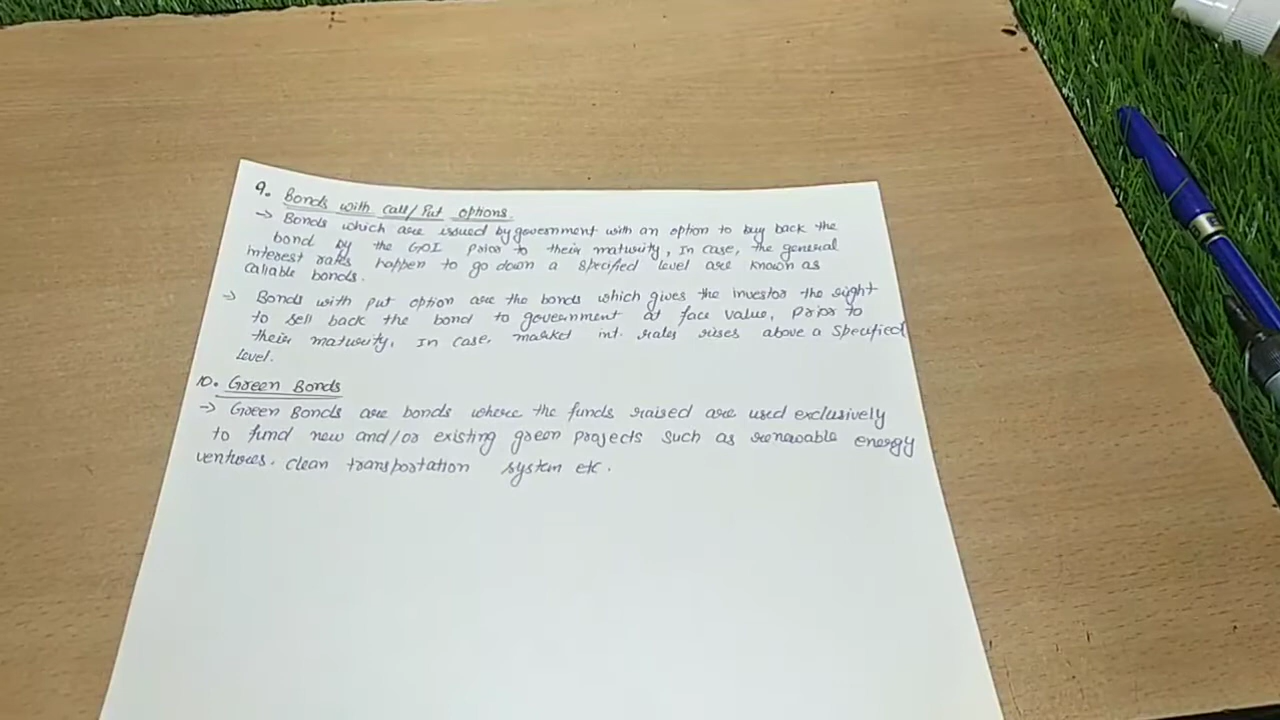 9. Bonds with Call/Put options.
→ Bonds which are issued by government with an option to buy back the
bond by the GOI prior to their maturity, In case, the general
interest rates happen to go down a specified level are known as
callable bonds.
→ Bonds with put option are the bonds which gives the investor the right
to sell back the bond to government at face value, prior to
their maturity, In case, market int. rates rises above a specified
level.
10. Green Bonds
→ Green Bonds are bonds where the funds raised are used exclusively
to fund new and/or existing green projects such as renewable energy
ventures. clean transportation system etc.